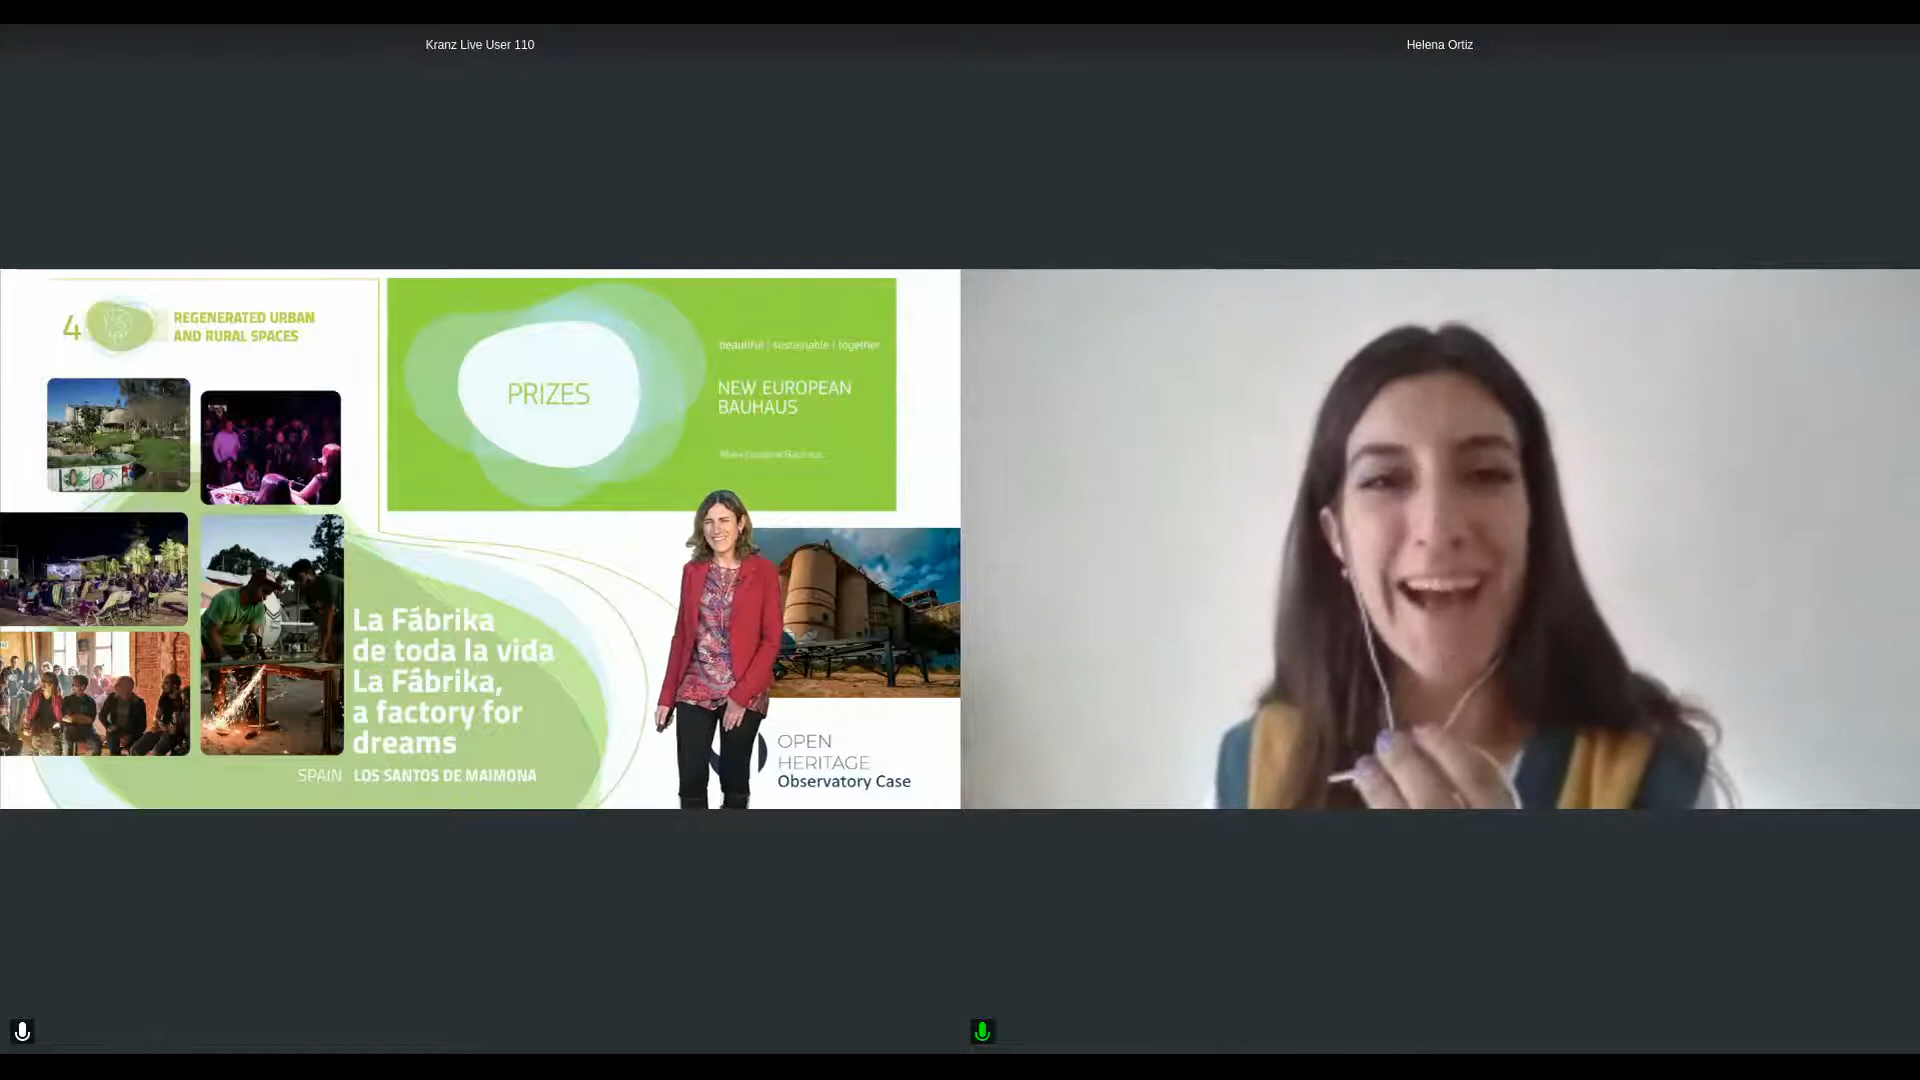 Kranz Live User 110
Helena Ortiz
4
REGENERATED URBAN
AND RURAL SPACES
PRIZES
beautiful | sustainable | together
NEW EUROPEAN
BAUHAUS
La Fábrika
de toda la vida
La Fábrika,
a factory for
dreams
SPAIN LOS SANTOS DE MAIMONA
OPEN
HERITAGE
Observatory Case